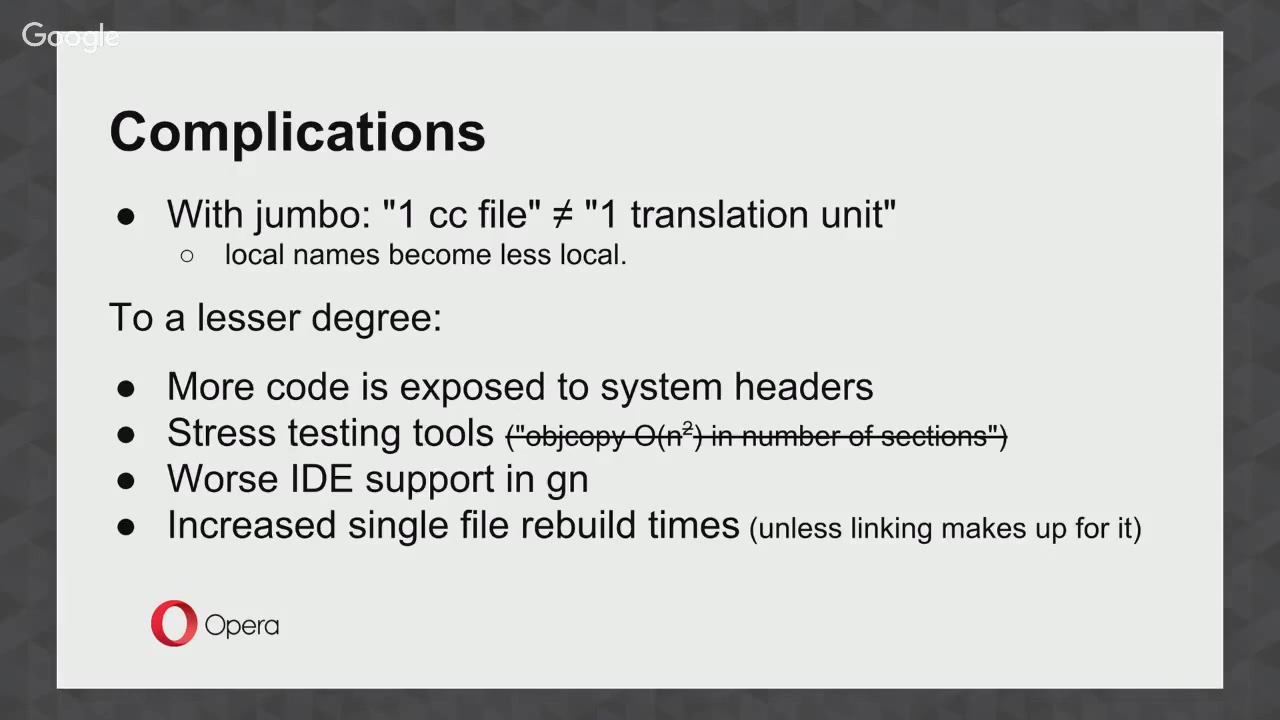 Google
Complications
● With jumbo: "1 cc file" ≠ "1 translation unit"
○ local names become less local.
To a lesser degree:
● More code is exposed to system headers
● Stress testing tools ("objcopy O(n²) in number of sections")
● Worse IDE support in gn
● Increased single file rebuild times (unless linking makes up for it)
Opera